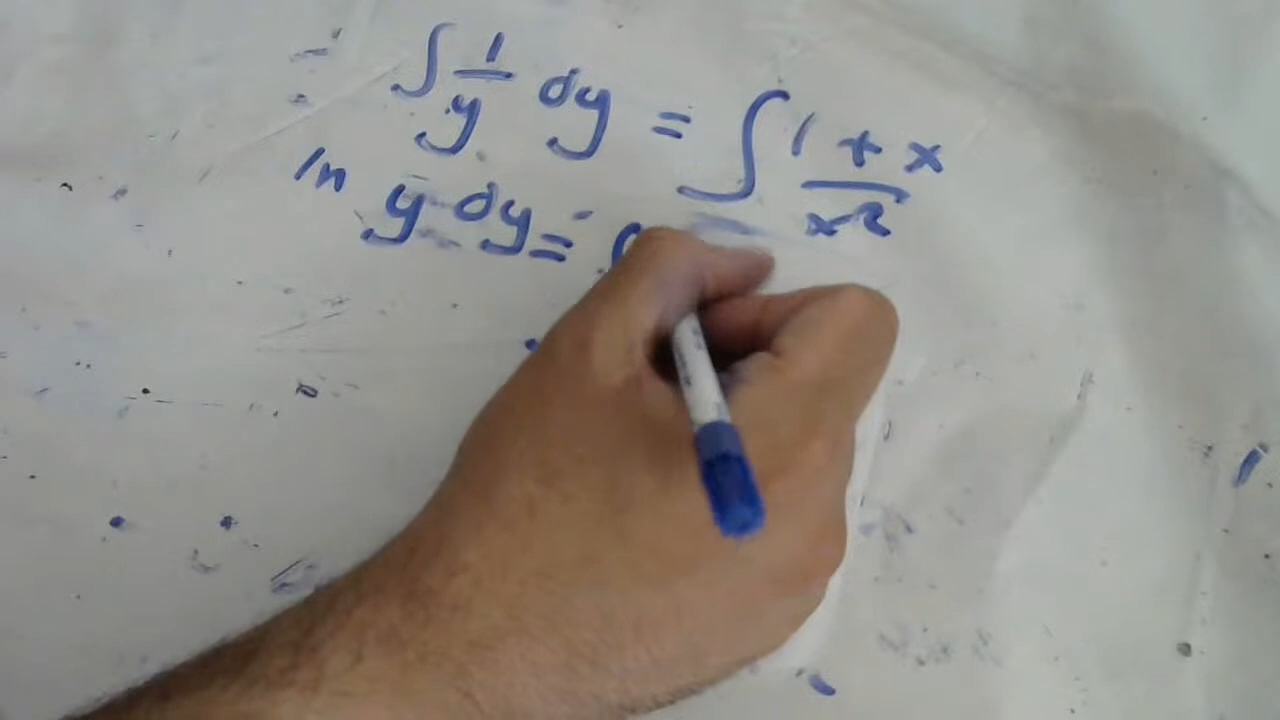 ∫ 1/y dy = ∫ 1 + x / x²
ln y dy = ∫